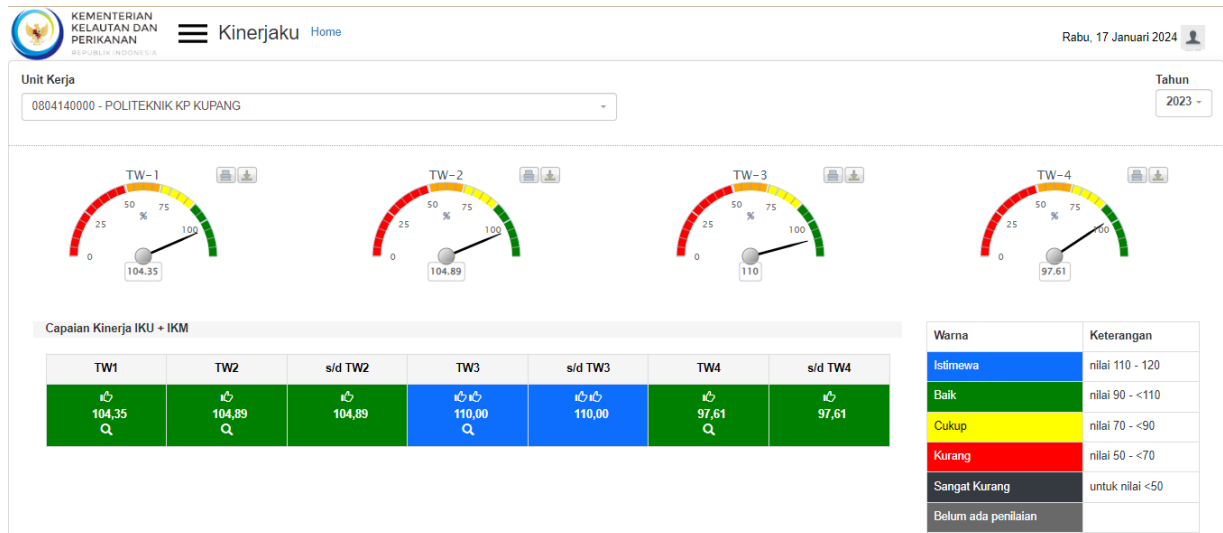 KEMENTERIAN
KELAUTAN DAN
PERIKANAN
REPUBLIK INDONESIA
Kinerjaku Home
Rabu, 17 Januari 2024
Unit Kerja
Tahun
0804140000 - POLITEKNIK KP KUPANG
2023
TW-1
0 25 50 75 100
%
104.35
TW-2
0 25 50 75 100
%
104.89
TW-3
0 25 50 75 100
%
110
TW-4
0 25 50 75 100
%
97.61
Capaian Kinerja IKU + IKM
TW1 TW2 s/d TW2 TW3 s/d TW3 TW4 s/d TW4
104,35 104,89 104,89 110,00 110,00 97,61 97,61
Warna Keterangan
Istimewa nilai 110 - 120
Baik nilai 90 - <110
Cukup nilai 70 - <90
Kurang nilai 50 - <70
Sangat Kurang untuk nilai <50
Belum ada penilaian